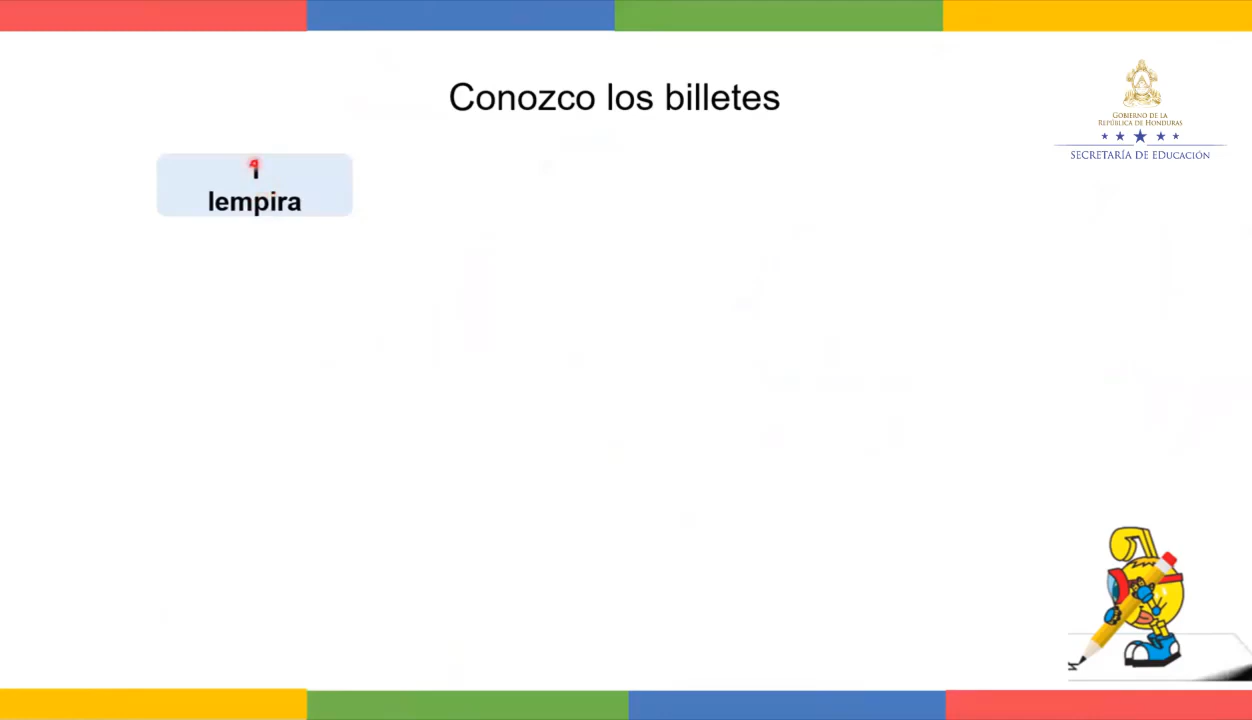 Conozco los billetes
GOBIERNO DE LA
REPÚBLICA DE HONDURAS
SECRETARÍA DE EDUCACIÓN
1
lempira